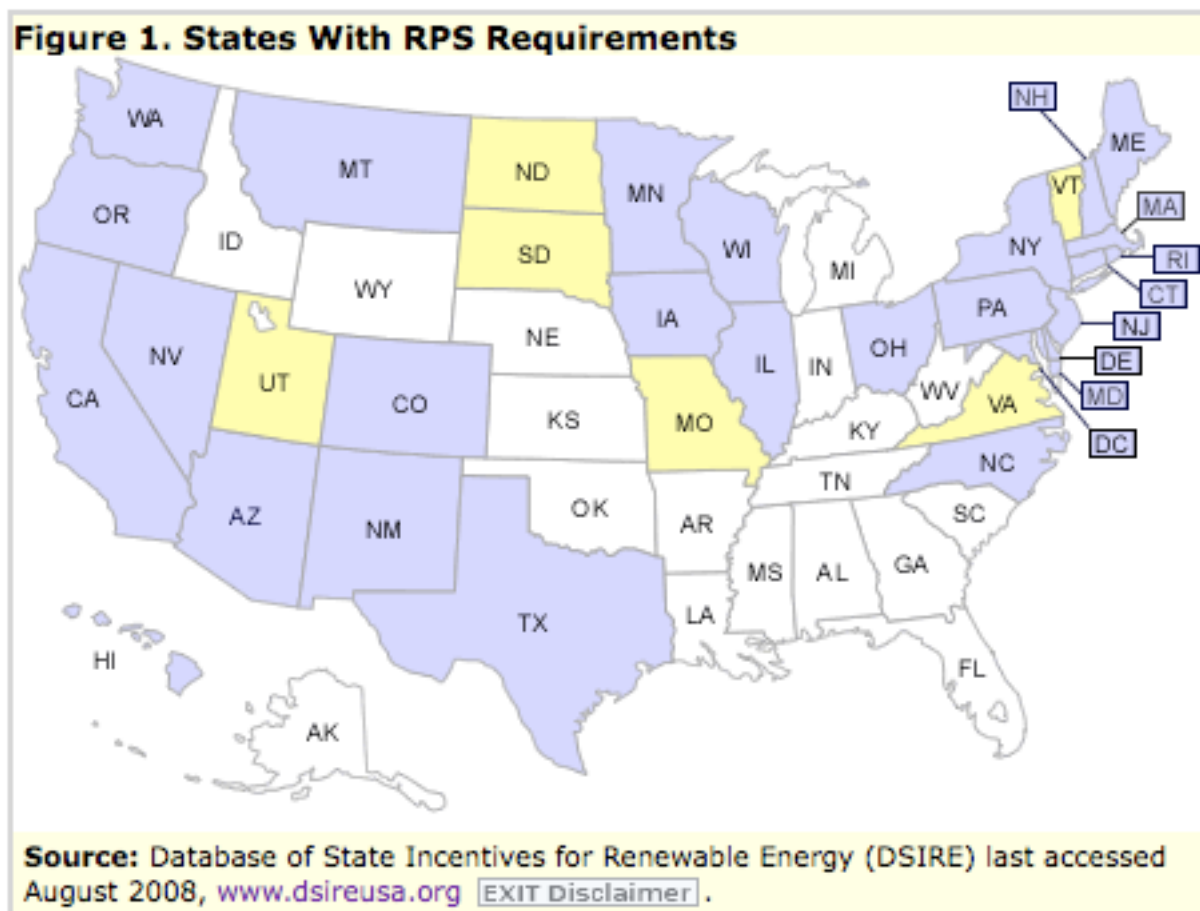 Figure 1. States With RPS Requirements
NH
WA
ME
MT
ND
MN
VT
OR
MA
ID
SD
WI
NY
RI
MI
WY
CT
PA
IA
NJ
NE
OH
NV
IL
IN
DE
UT
CA
CO
WV
MD
VA
KS
MO
KY
DC
NC
TN
OK
AZ
SC
AR
NM
GA
MS
AL
LA
TX
HI
FL
AK
Source: Database of State Incentives for Renewable Energy (DSIRE) last accessed
August 2008, www.dsireusa.org EXIT Disclaimer .